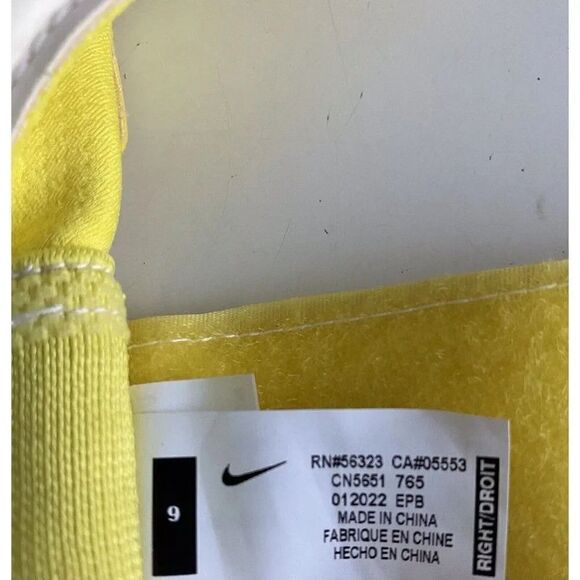 RN#56323 CA#05553
CN5651 765
012022 EPB
MADE IN CHINA
FABRIQUE EN CHINE
HECHO EN CHINA
9
RIGHT/DROIT